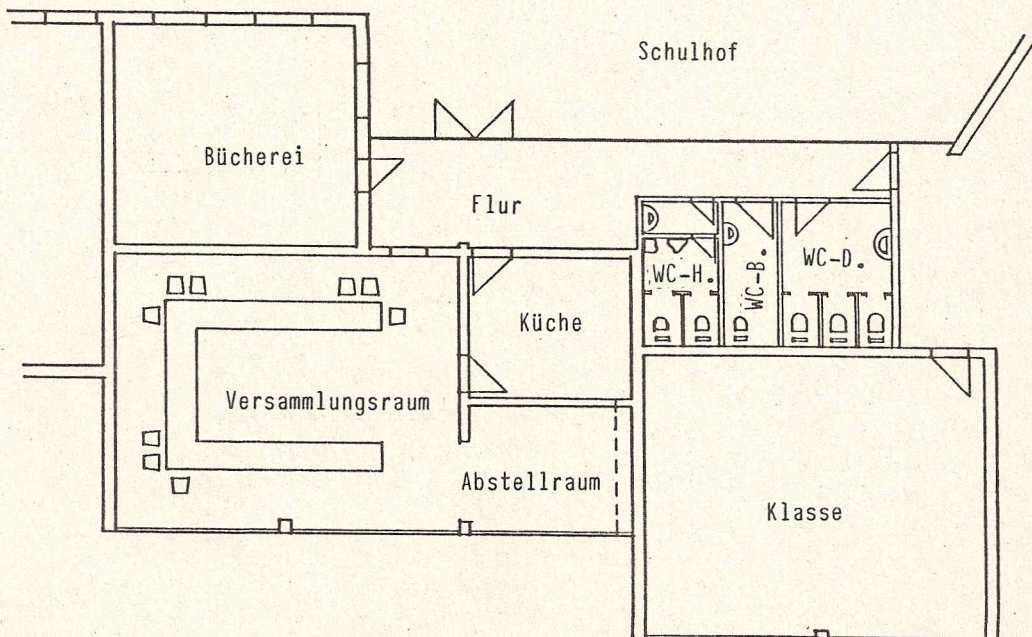 Schulhof
Bücherei
Flur
WC-H.
WC-B.
WC-D.
Küche
Versammlungsraum
Abstellraum
Klasse